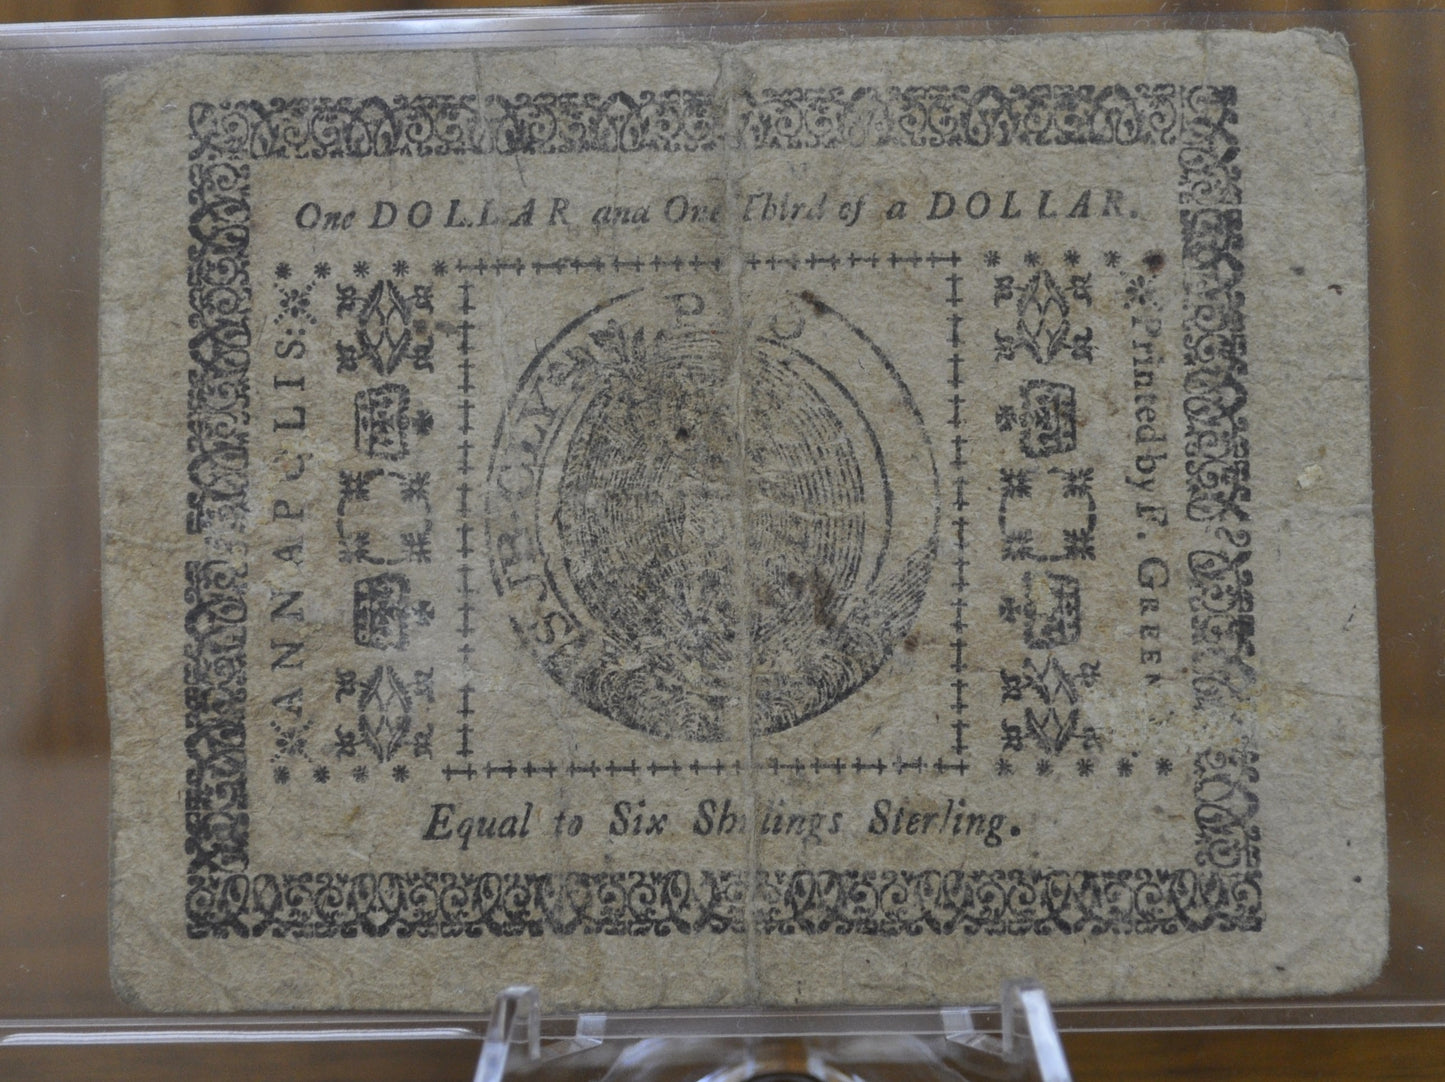 One DOLLAR and One Third of a DOLLAR.
ANNAPOLIS:
Printed by F. GREEN
Equal to Six Shillings Sterling.